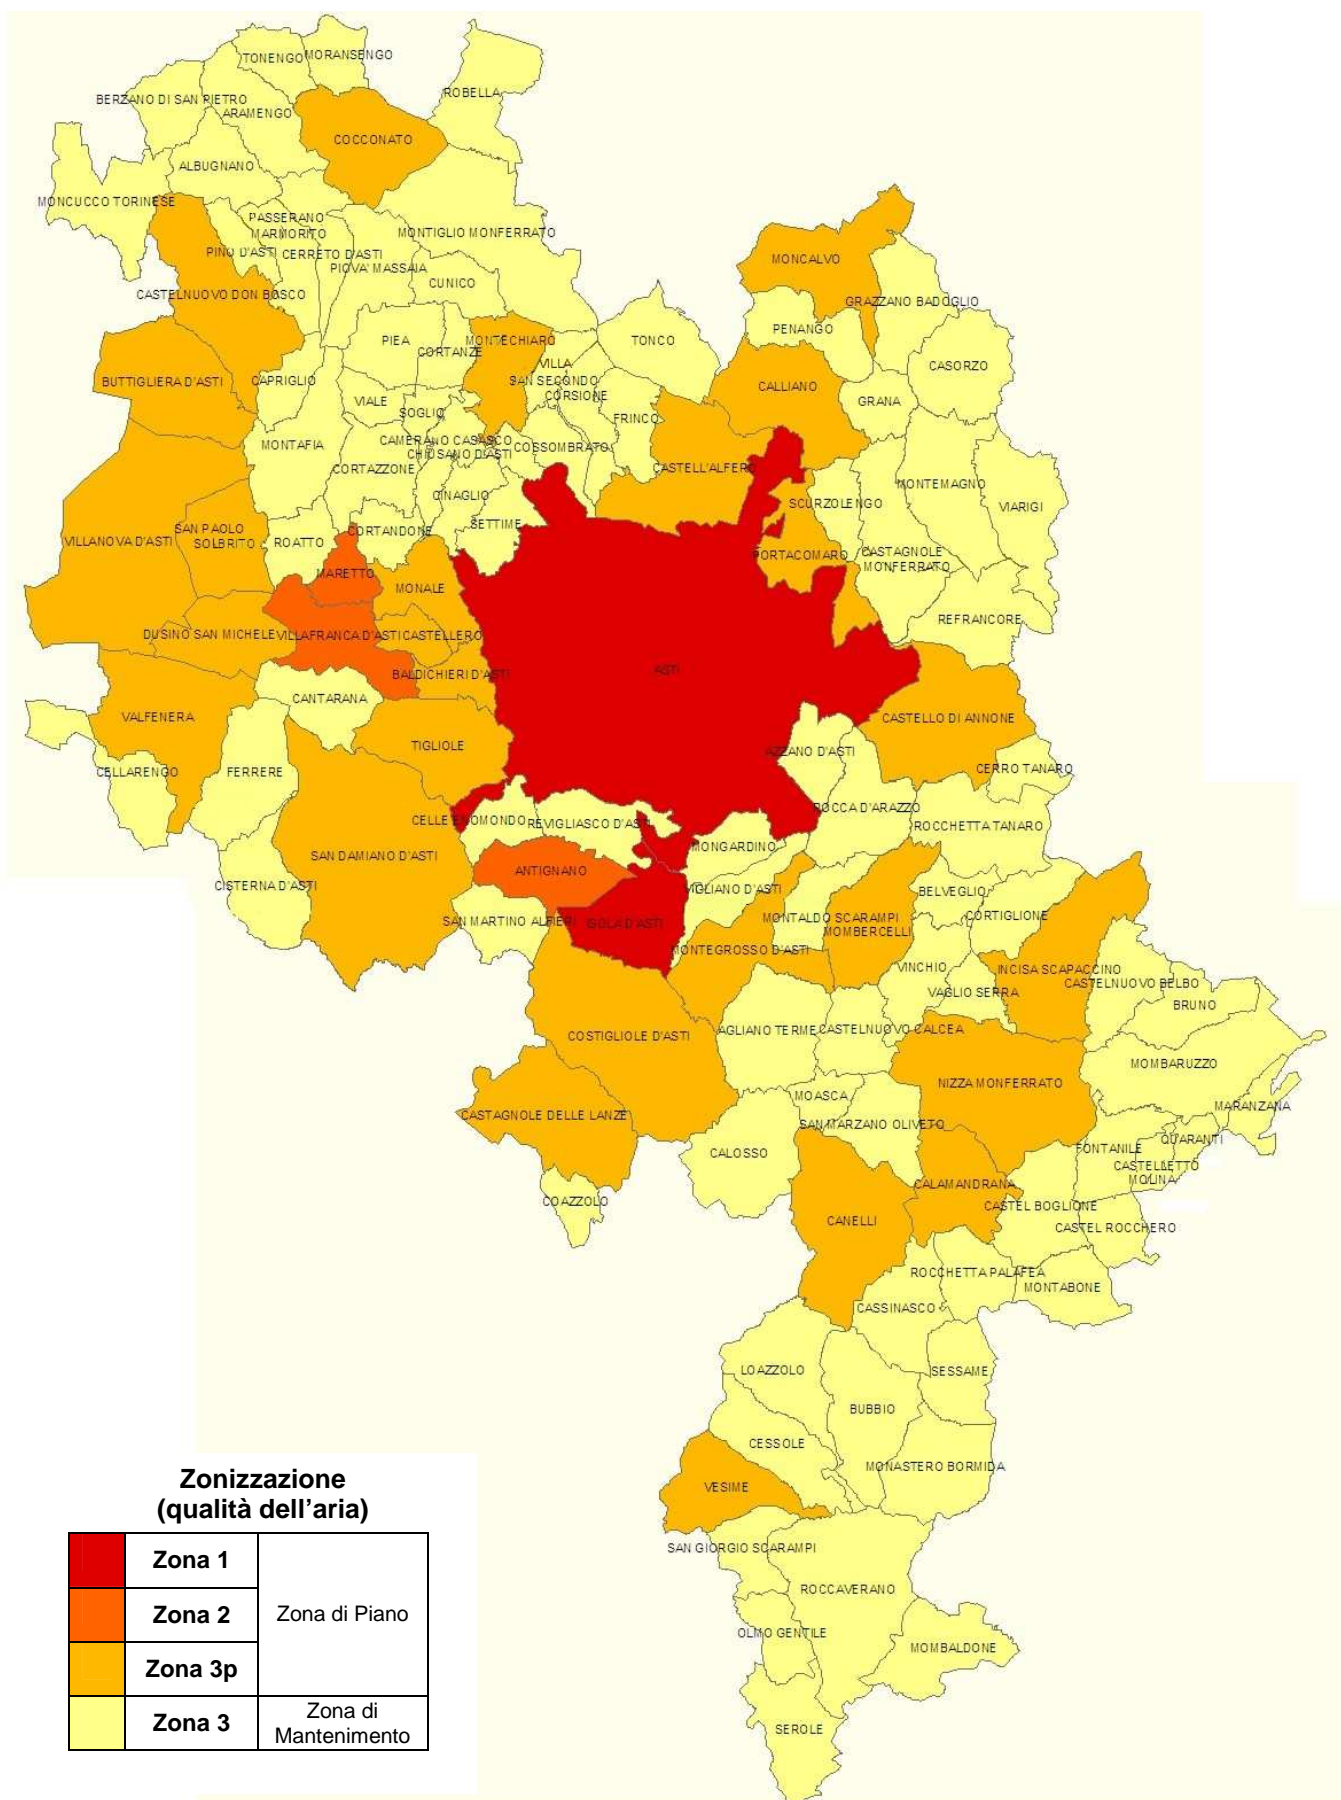 TONENGO
MORANSENGO
ROBELLA
BERZANO DI SAN PIETRO
ARAMENGO
COCCONATO
ALBUGNANO
MONCUCCO TORINESE
PASSERANO
MARMORITO
MONTIGLIO MONFERRATO
PINO D'ASTI
CERRETO D'ASTI
PIOVA' MASSAIA
CUNICO
MONCALVO
CASTELNUOVO DON BOSCO
GRAZZANO BADOGLIO
PENANGO
PIEA
CORTANZE
MONTECHIARO
TONCO
VILLA
SAN SECONDO
CORSIONE
CASORZO
BUTTIGLIERA D'ASTI
CAPRIGLIO
CALLIANO
VIALE
SOGLIO
FRINCO
GRANA
MONTAFIA
CAMERANO CASASCO
CHIUSANO D'ASTI
COSSOMBRATO
CORTAZZONE
CASTELL'ALFERO
MONTEMAGNO
CINAGLIO
SCURZOLENGO
VIARIGI
SETTIME
SAN PAOLO
SOLBRITO
VILLANOVA D'ASTI
ROATTO
CORTANDONE
PORTACOMARO
CASTAGNOLE
MONFERRATO
MARETTO
MONALE
REFRANCORE
DUSINO SAN MICHELE
VILLAFRANCA D'ASTI
CASTELLERO
BALDICHIERI D'ASTI
ASTI
CANTARANA
VALFENERA
CASTELLO DI ANNONE
TIGLIOLE
AZZANO D'ASTI
CELLARENGO
FERRERE
CERRO TANARO
CELLE ENOMONDO
REVIGLIASCO D'ASTI
ROCCA D'ARAZZO
ROCCHETTA TANARO
MONGARDINO
SAN DAMIANO D'ASTI
ANTIGNANO
CISTERNA D'ASTI
VIGLIANO D'ASTI
BELVEGLIO
SAN MARTINO ALFIERI
ISOLA D'ASTI
MONTALDO SCARAMPI
CORTIGLIONE
MOMBERCELLI
MONTEGROSSO D'ASTI
VINCHIO
INCISA SCAPACCINO
CASTELNUOVO BELBO
VAGLIO SERRA
BRUNO
COSTIGLIOLE D'ASTI
AGLIANO TERME
CASTELNUOVO CALCEA
MOMBARUZZO
NIZZA MONFERRATO
MOASCA
MARANZANA
CASTAGNOLE DELLE LANZE
SAN MARZANO OLIVETO
QUARANTI
CALOSSO
FONTANILE
CASTELLETTO
MOLINA
CALAMANDRANA
COAZZOLO
CASTEL BOGLIONE
CANELLI
CASTEL ROCCHERO
ROCCHETTA PALAFEA
MONTABONE
CASSINASCO
LOAZZOLO
SESSAME
BUBBIO
CESSOLE
MONASTERO BORMIDA
VESIME
SAN GIORGIO SCARAMPI
ROCCAVERANO
OLMO GENTILE
MOMBALDONE
SEROLE
Zonizzazione
(qualità dell'aria)
Zona 1
Zona 2
Zona di Piano
Zona 3p
Zona 3
Zona di
Mantenimento